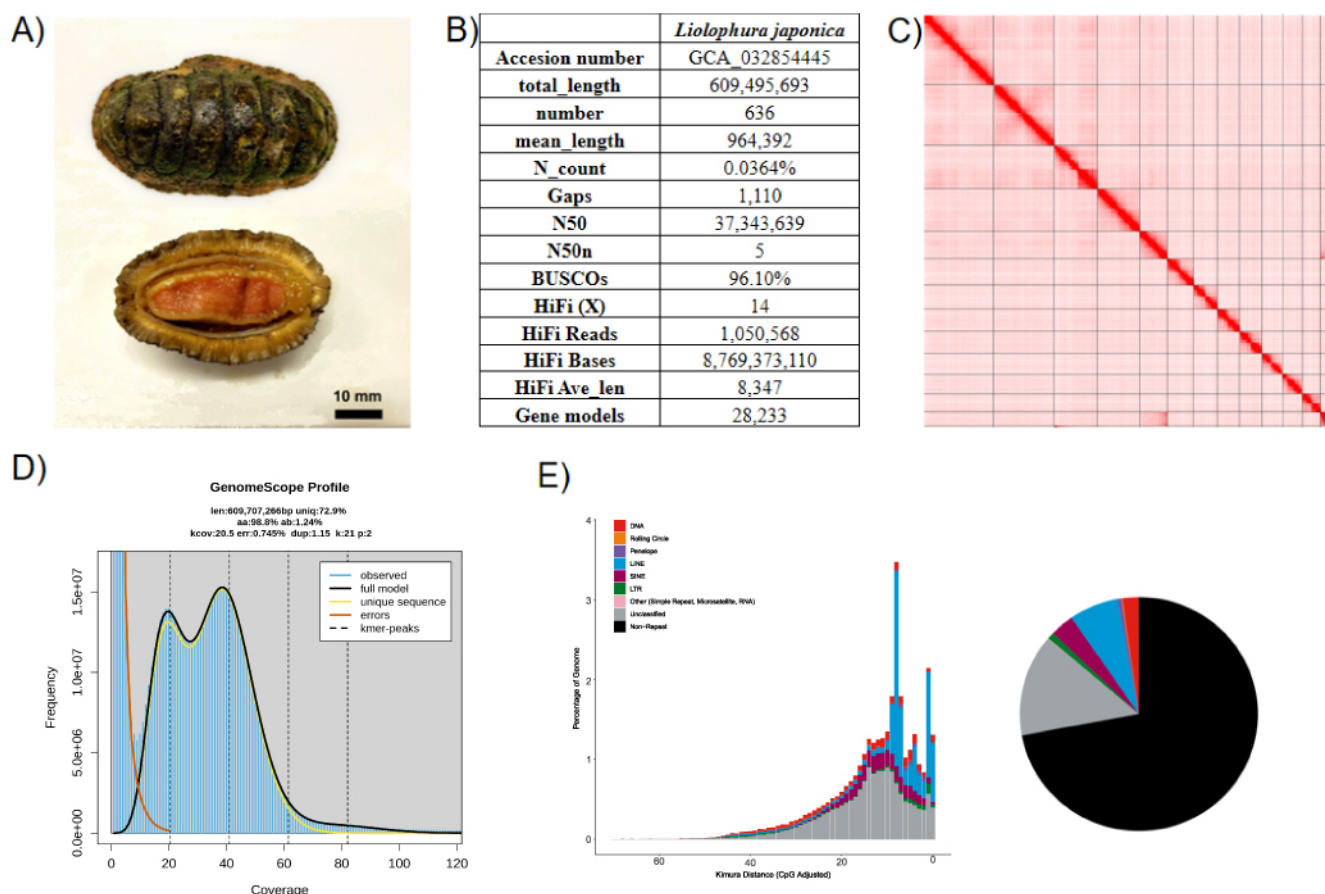 A)
10 mm
B)
Liolophura japonica
Accesion number GCA_032854445
total_length 609,495,693
number 636
mean_length 964,392
N_count 0.0364%
Gaps 1,110
N50 37,343,639
N50n 5
BUSCOs 96.10%
HiFi (X) 14
HiFi Reads 1,050,568
HiFi Bases 8,769,373,110
HiFi Ave_len 8,347
Gene models 28,233
C)
D)
GenomeScope Profile
len:609,707,266bp uniq:72.9%
aa:98.8% ab:1.24%
kcov:20.5 err:0.745% dup:1.15 k:21 p:2
observed
full model
unique sequence
errors
kmer-peaks
Frequency
1.5e+07
1.0e+07
5.0e+06
0.0e+00
0 20 40 60 80 100 120
Coverage
E)
DNA
Rolling Circle
Penelope
LINE
SINE
LTR
Other (Simple Repeat, Microsatellite, RNA)
Unclassified
Non-Repeat
Percentage of Genome
4
3
2
1
0
60 40 20 0
Kimura Distance (CpG Adjusted)